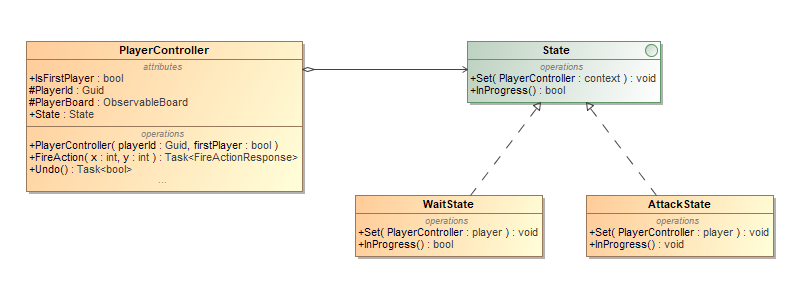 PlayerController
attributes
+IsFirstPlayer : bool
#PlayerId : Guid
#PlayerBoard : ObservableBoard
+State : State
operations
+PlayerController( playerId : Guid, firstPlayer : bool )
+FireAction( x : int, y : int ) : Task<FireActionResponse>
+Undo() : Task<bool>
...
State
operations
+Set( PlayerController : context ) : void
+InProgress() : bool
WaitState
operations
+Set( PlayerController : player ) : void
+InProgress() : bool
AttackState
operations
+Set( PlayerController : player ) : void
+InProgress() : void